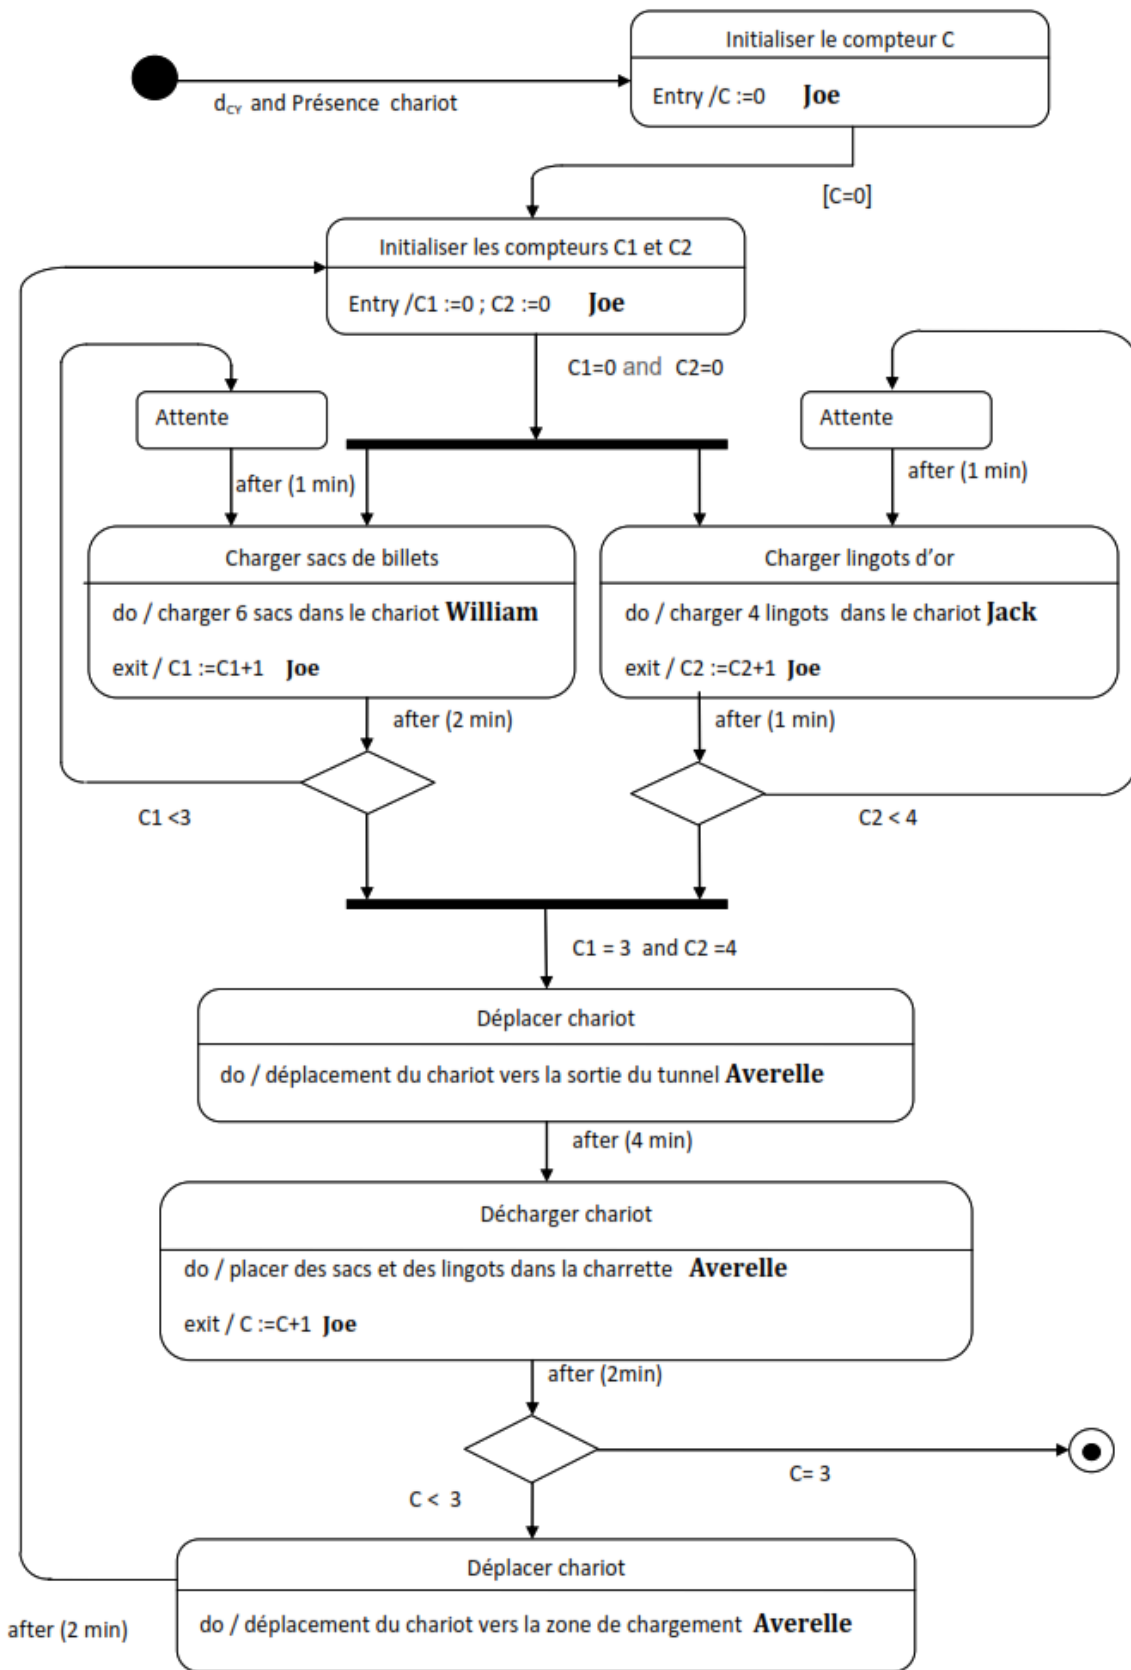 Initialiser le compteur C
Entry /C :=0 Joe
d_CY and Présence chariot
[C=0]
Initialiser les compteurs C1 et C2
Entry /C1 :=0 ; C2 :=0 Joe
C1=0 and C2=0
Attente
Attente
after (1 min)
after (1 min)
Charger sacs de billets
do / charger 6 sacs dans le chariot William
exit / C1 :=C1+1 Joe
Charger lingots d'or
do / charger 4 lingots dans le chariot Jack
exit / C2 :=C2+1 Joe
after (2 min)
after (1 min)
C1 <3
C2 < 4
C1 = 3 and C2 =4
Déplacer chariot
do / déplacement du chariot vers la sortie du tunnel Averelle
after (4 min)
Décharger chariot
do / placer des sacs et des lingots dans la charrette Averelle
exit / C :=C+1 Joe
after (2min)
C= 3
C < 3
Déplacer chariot
do / déplacement du chariot vers la zone de chargement Averelle
after (2 min)